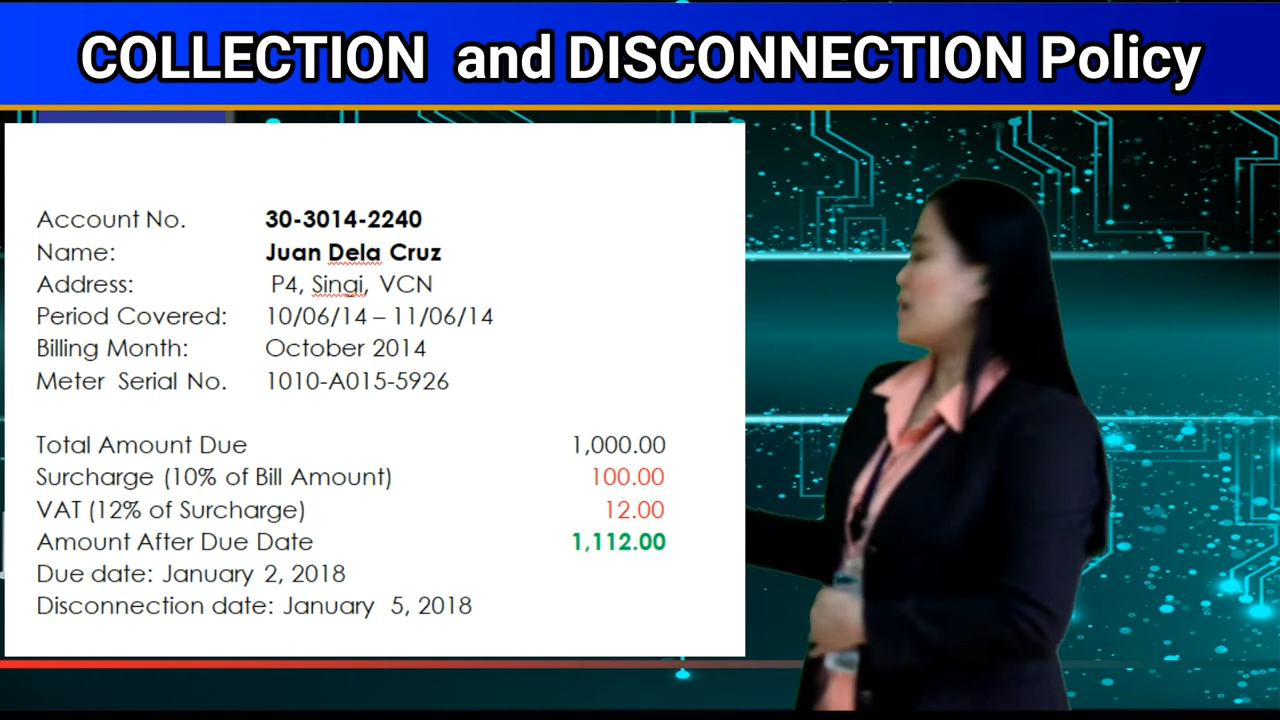 COLLECTION and DISCONNECTION Policy
Account No. 30-3014-2240
Name: Juan Dela Cruz
Address: P4, Singi, VCN
Period Covered: 10/06/14 – 11/06/14
Billing Month: October 2014
Meter Serial No. 1010-A015-5926
Total Amount Due 1,000.00
Surcharge (10% of Bill Amount) 100.00
VAT (12% of Surcharge) 12.00
Amount After Due Date 1,112.00
Due date: January 2, 2018
Disconnection date: January 5, 2018